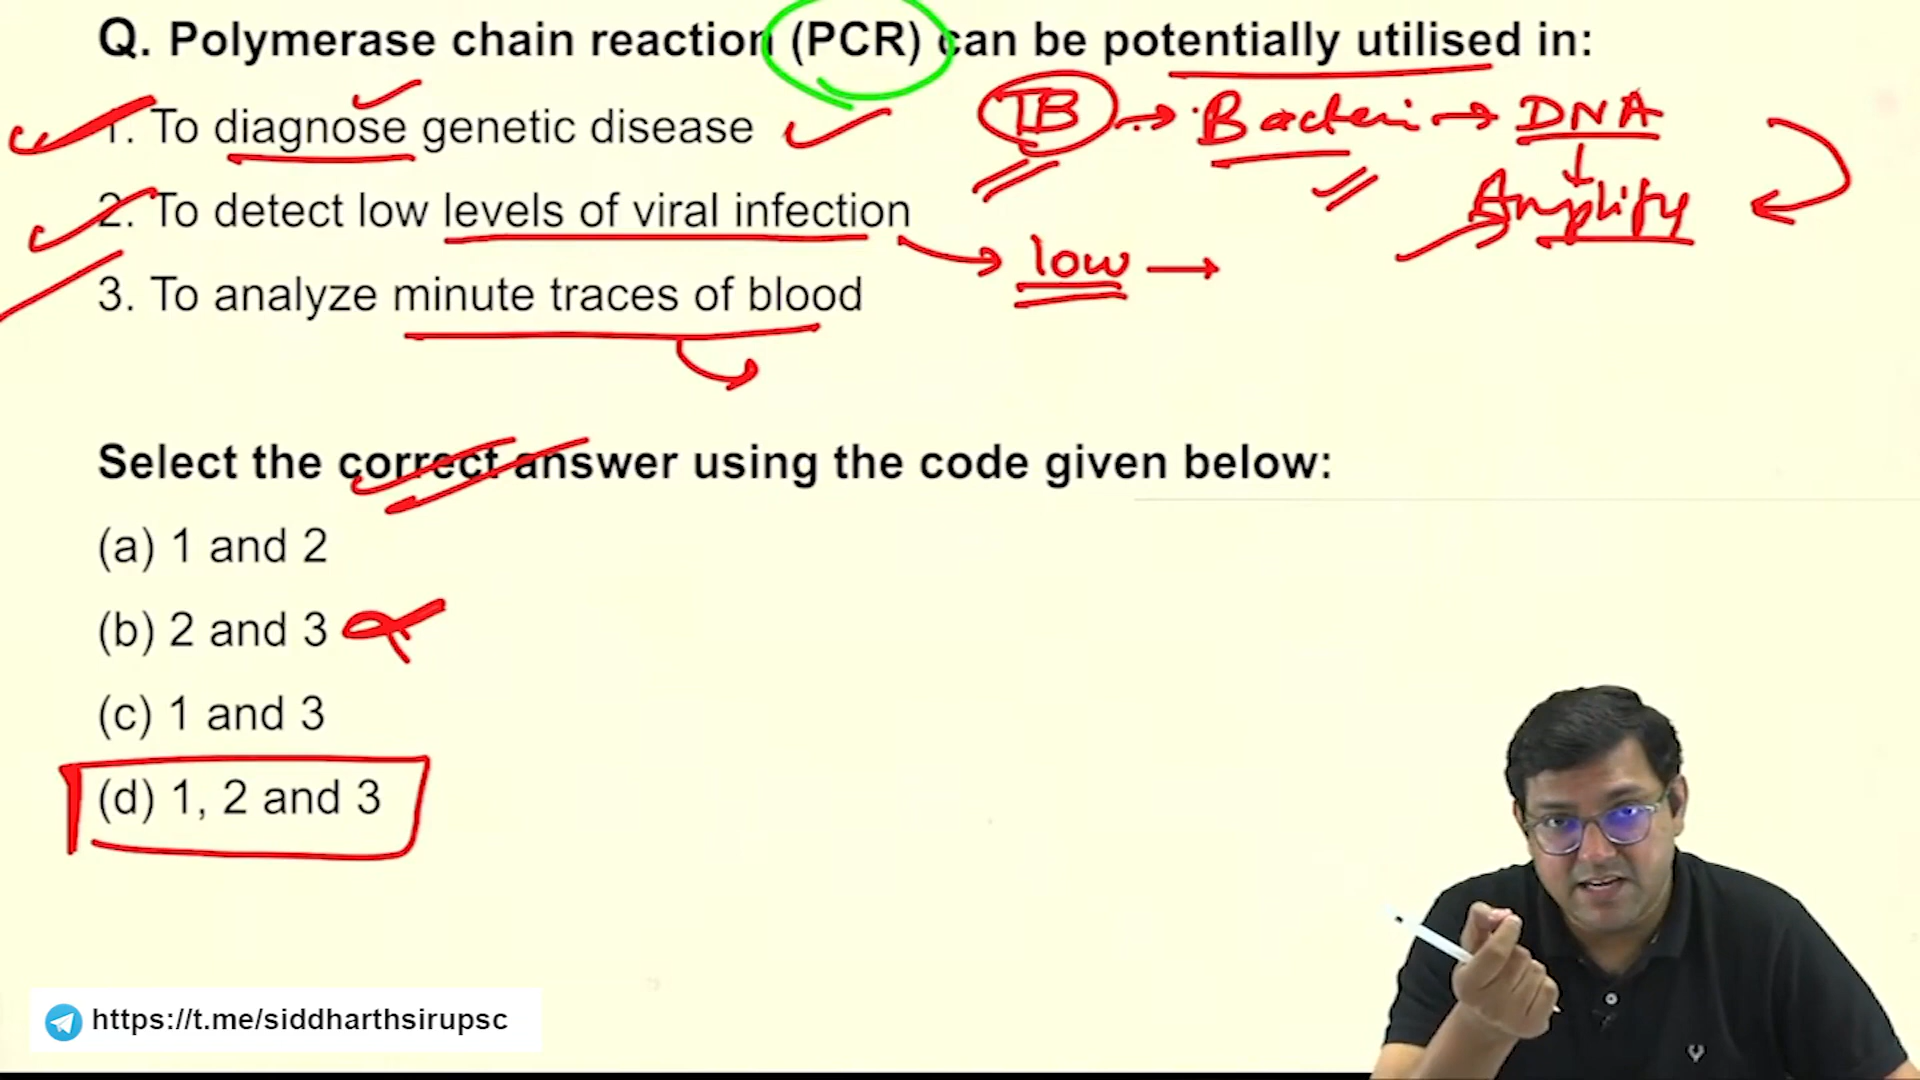 Q. Polymerase chain reaction (PCR) can be potentially utilised in:
1. To diagnose genetic disease
TB → Bacteri → DNA
Amplify
2. To detect low levels of viral infection
low →
3. To analyze minute traces of blood
Select the correct answer using the code given below:
(a) 1 and 2
(b) 2 and 3
(c) 1 and 3
(d) 1, 2 and 3
https://t.me/siddharthsirupsc